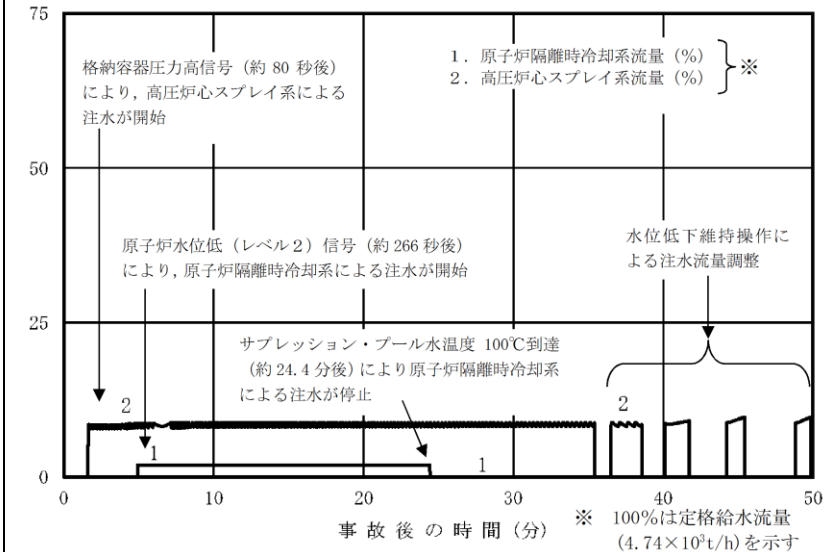 75
50
25
0
格納容器圧力高信号（約 80 秒後）
により，高圧炉心スプレイ系による
注水が開始
1．原子炉隔離時冷却系流量（%）
2．高圧炉心スプレイ系流量（%）
※
原子炉水位低（レベル２）信号（約 266 秒後）
により，原子炉隔離時冷却系による注水が開始
水位低下維持操作に
よる注水流量調整
サプレッション・プール水温度 100℃到達
（約 24.4 分後）により原子炉隔離時冷却系
による注水が停止
2
2
1
1
0 10 20 30 40 50
事 故 後 の 時 間（分）
※ 100%は定格給水流量
(4.74×10³t/h)を示す